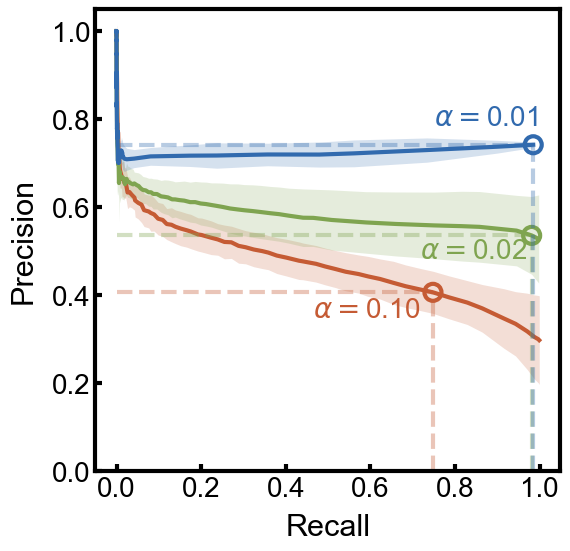 1.0
0.8
0.6
0.4
0.2
0.0
Precision
α = 0.01
α = 0.02
α = 0.10
0.0 0.2 0.4 0.6 0.8 1.0
Recall